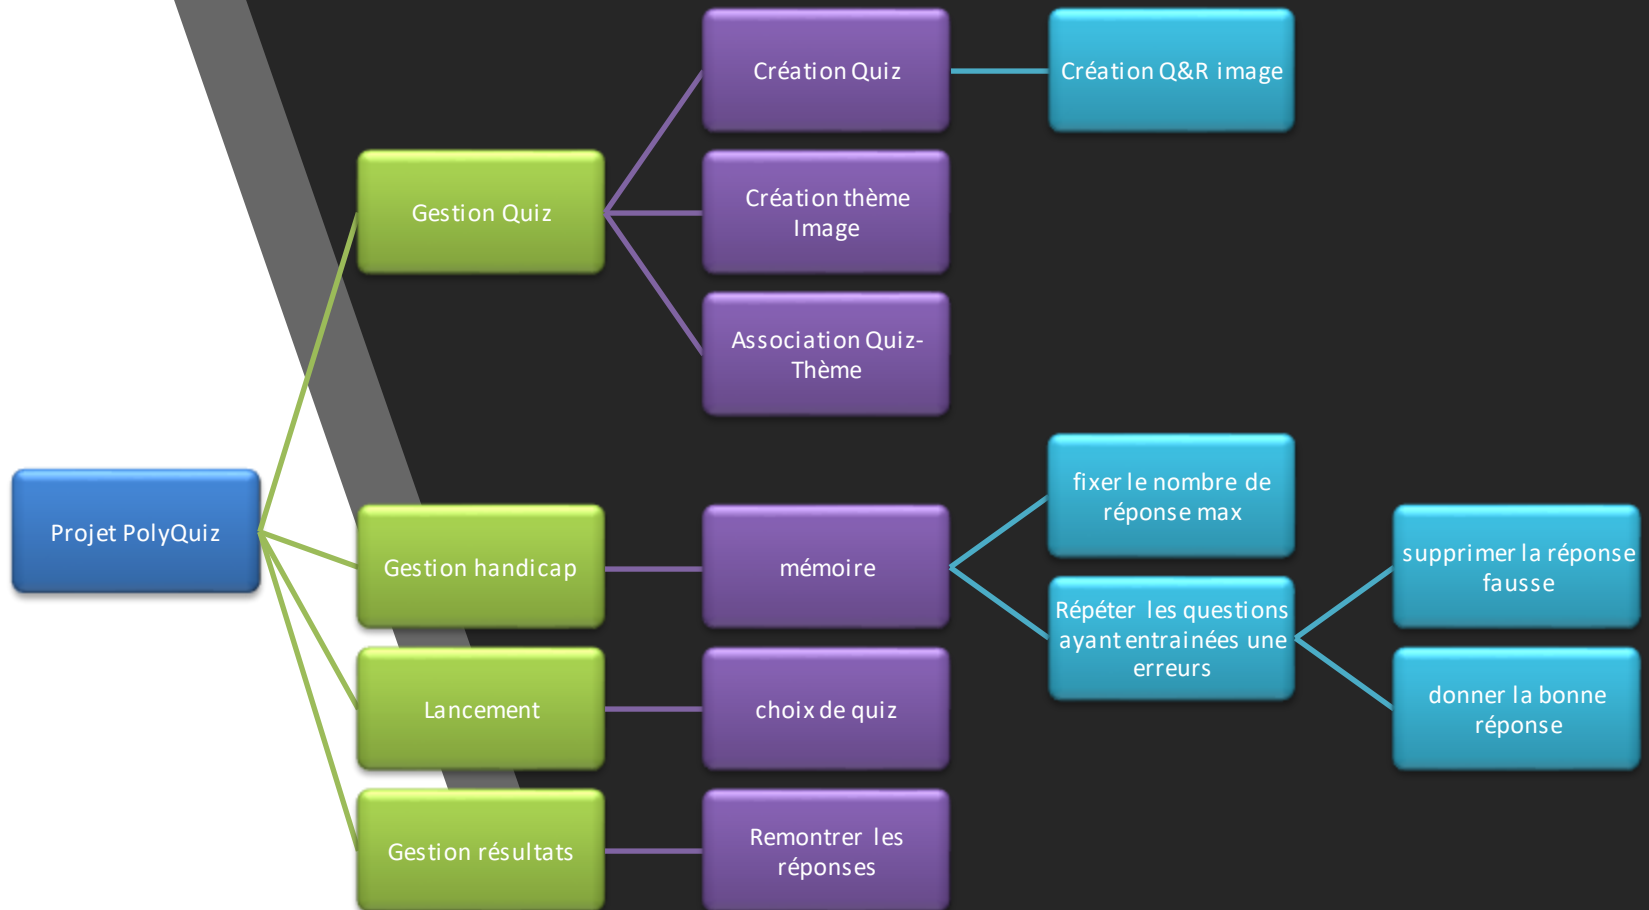 Création Quiz
Création Q&R image
Gestion Quiz
Création thème
Image
Association Quiz-
Thème
Projet PolyQuiz
Gestion handicap
mémoire
fixer le nombre de
réponse max
Répéter les questions
ayant entrainées une
erreurs
supprimer la réponse
fausse
donner la bonne
réponse
Lancement
choix de quiz
Gestion résultats
Remontrer les
réponses